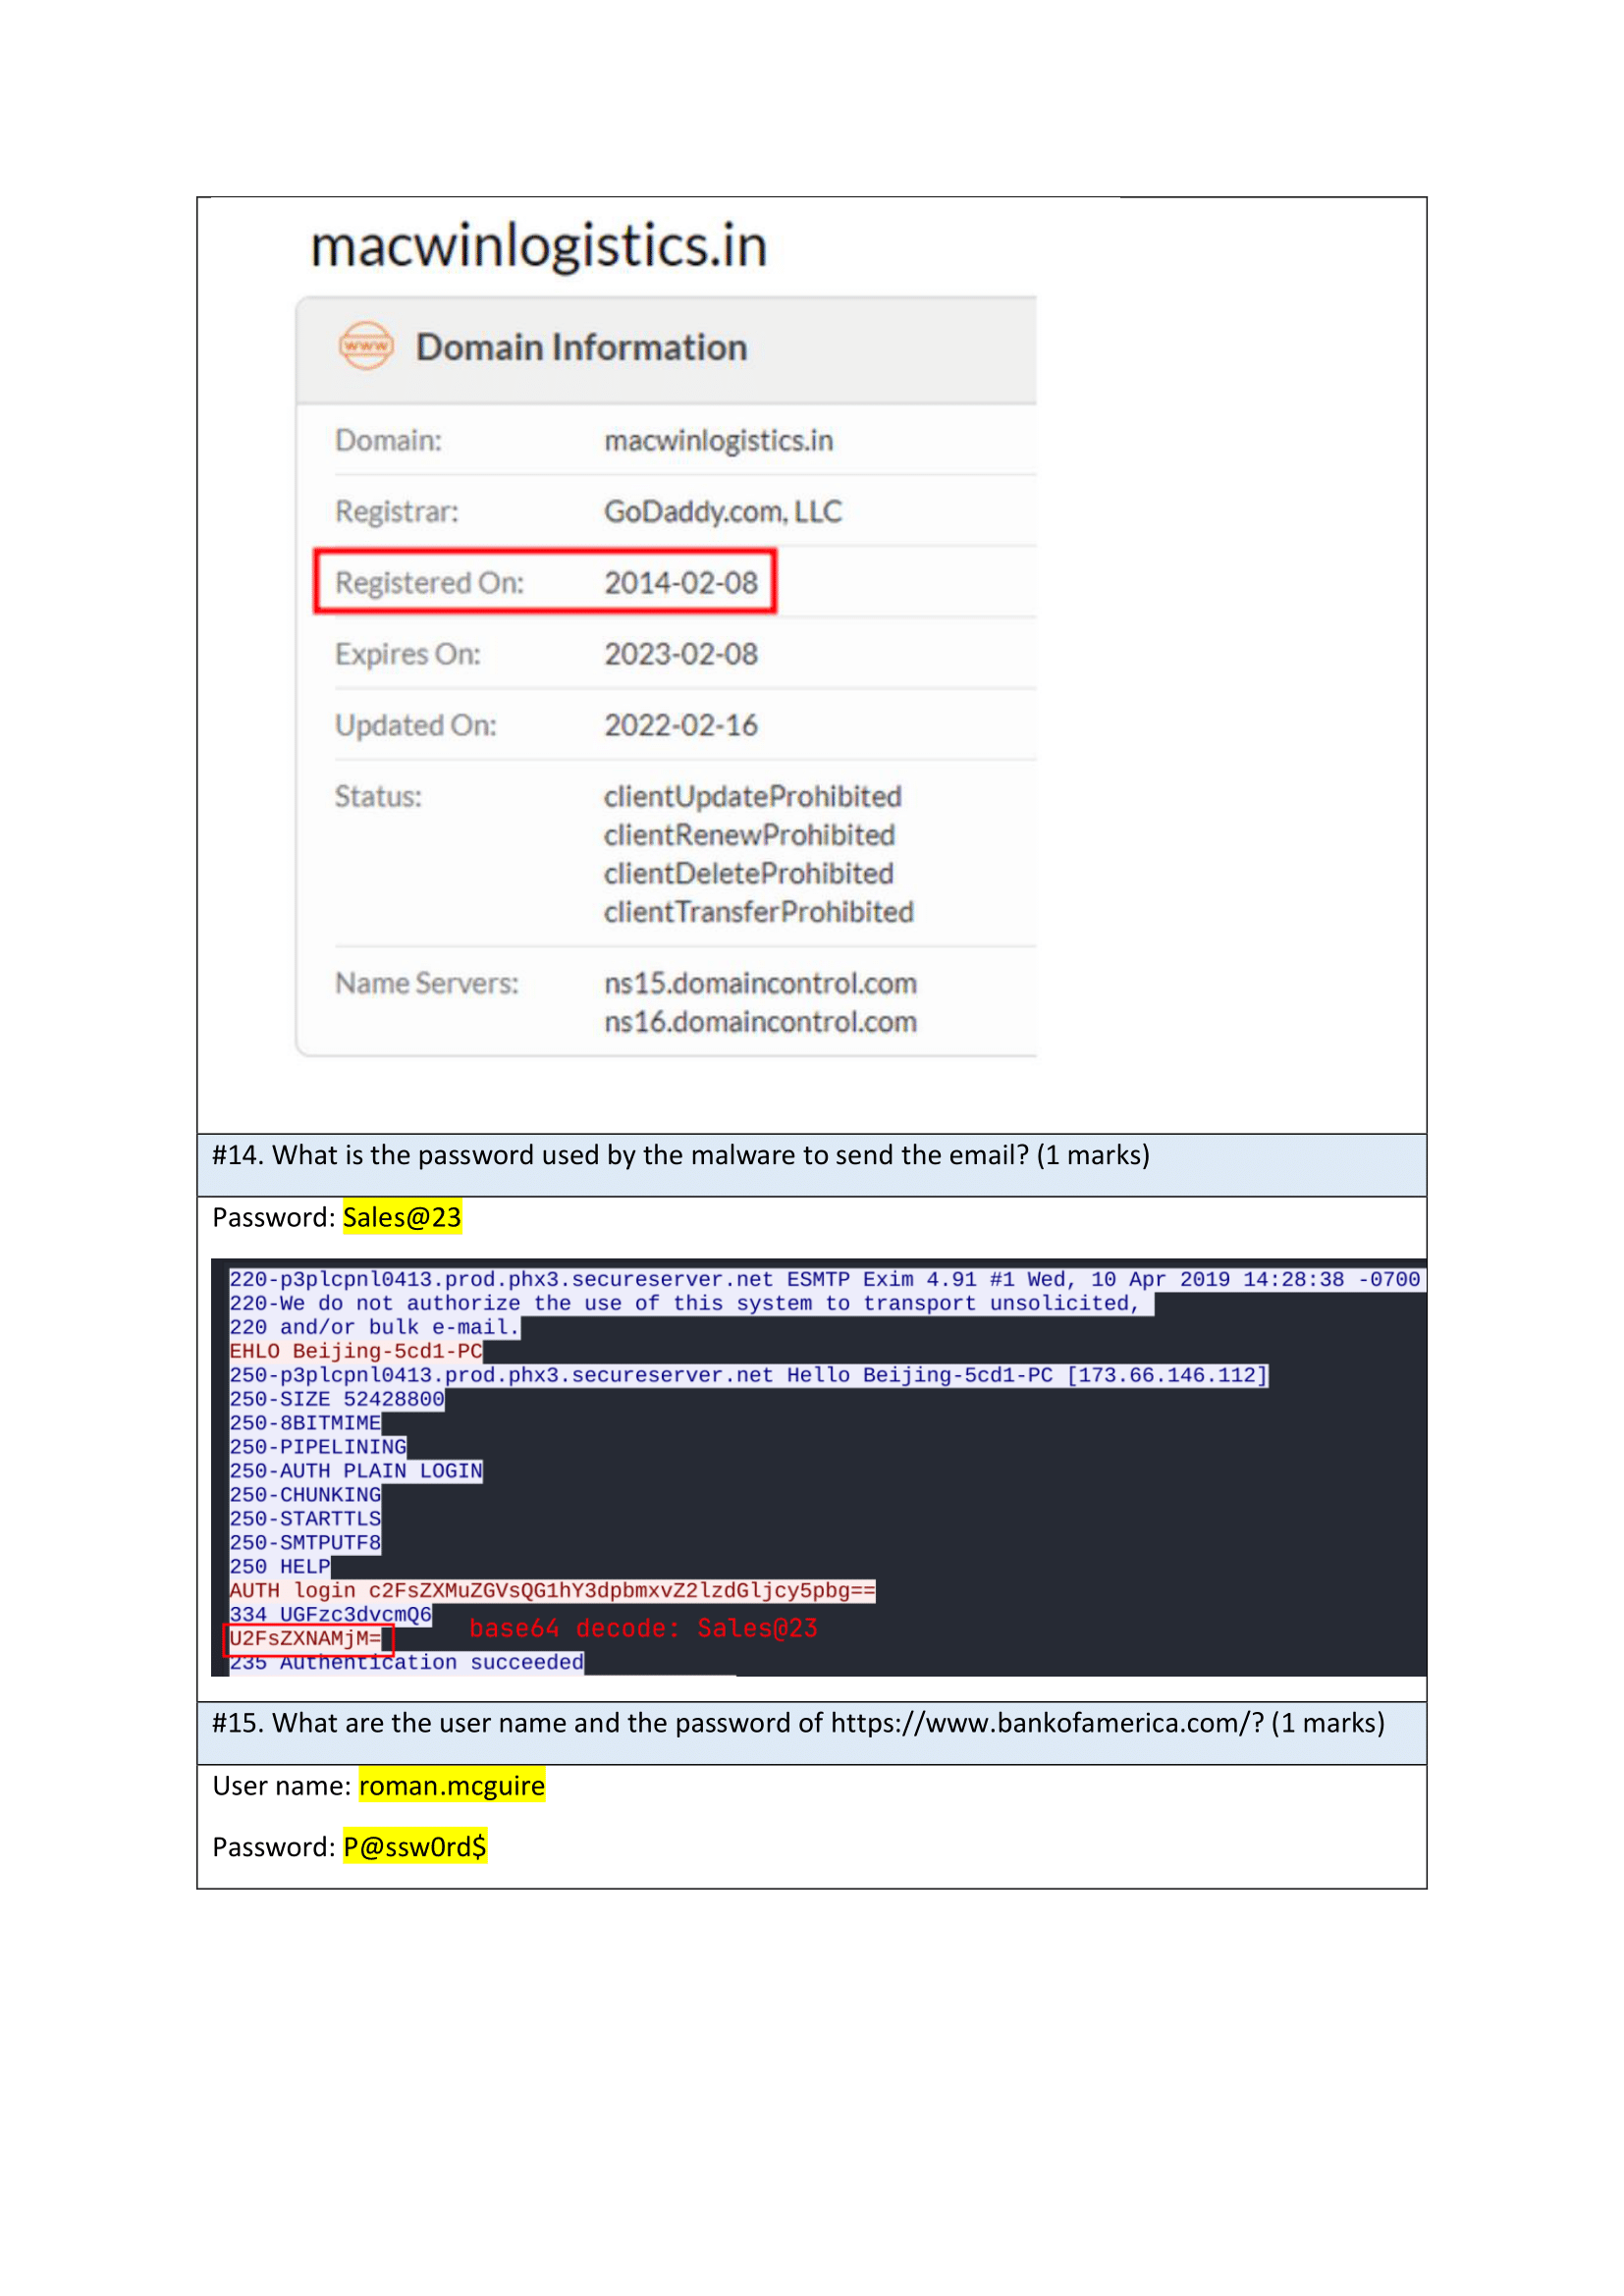 macwinlogistics.in
www Domain Information
Domain: macwinlogistics.in
Registrar: GoDaddy.com, LLC
Registered On: 2014-02-08
Expires On: 2023-02-08
Updated On: 2022-02-16
Status: clientUpdateProhibited
clientRenewProhibited
clientDeleteProhibited
clientTransferProhibited
Name Servers: ns15.domaincontrol.com
ns16.domaincontrol.com
#14. What is the password used by the malware to send the email? (1 marks)
Password: Sales@23
220-p3plcpnl0413.prod.phx3.secureserver.net ESMTP Exim 4.91 #1 Wed, 10 Apr 2019 14:28:38 -0700
220-We do not authorize the use of this system to transport unsolicited,
220 and/or bulk e-mail.
EHLO Beijing-5cd1-PC
250-p3plcpnl0413.prod.phx3.secureserver.net Hello Beijing-5cd1-PC [173.66.146.112]
250-SIZE 52428800
250-8BITMIME
250-PIPELINING
250-AUTH PLAIN LOGIN
250-CHUNKING
250-STARTTLS
250-SMTPUTF8
250 HELP
AUTH login c2FsZXMuZGVsQG1hY3dpbmxvZ2lzdGljcy5pbg==
334 UGFzc3dvcmQ6
U2FsZXNAMjM= base64 decode: Sales@23
235 Authentication succeeded
#15. What are the user name and the password of https://www.bankofamerica.com/? (1 marks)
User name: roman.mcguire
Password: P@ssw0rd$